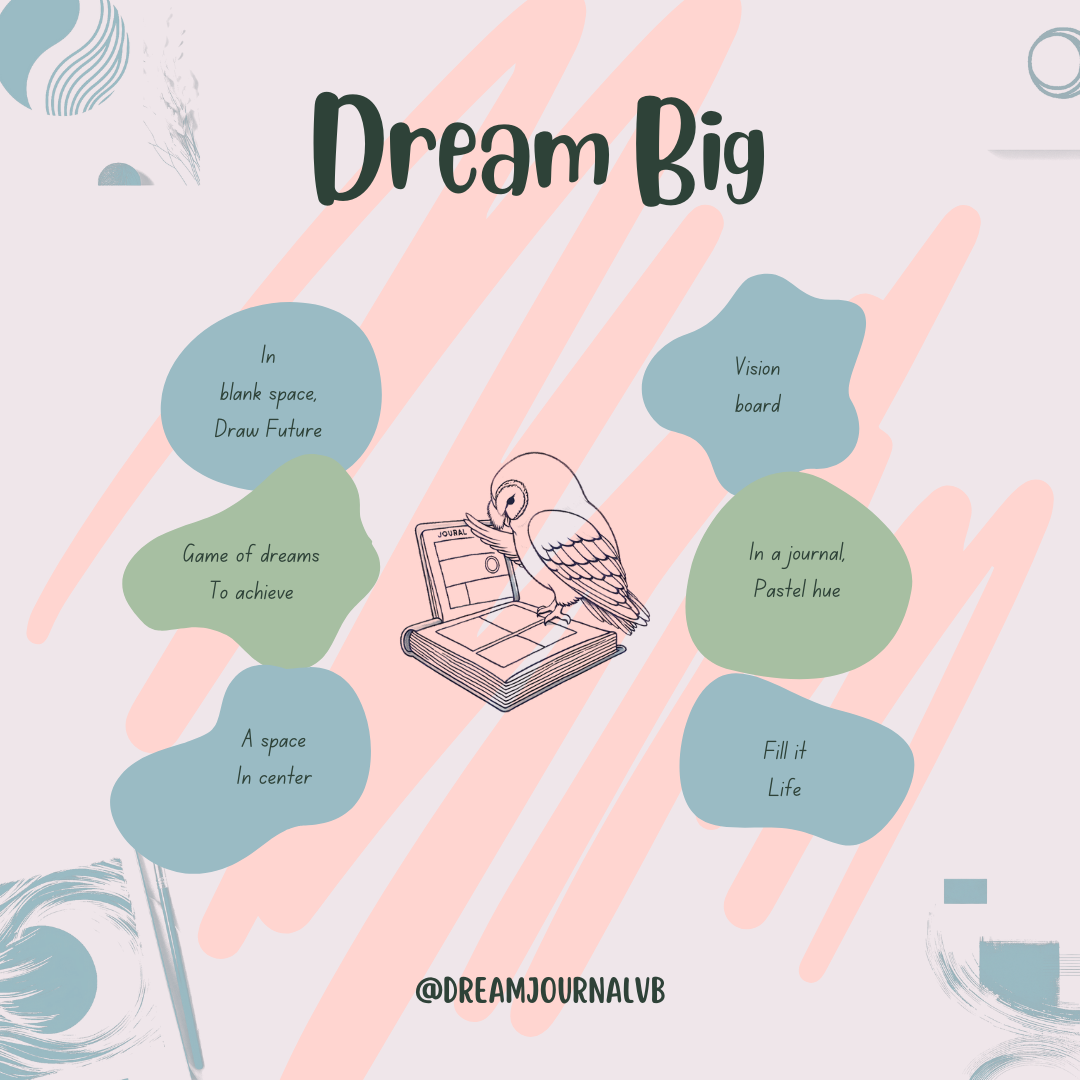 Dream Big
In
blank space,
Draw Future
Vision
board
Game of dreams
To achieve
JOURAL
In a journal,
Pastel hue
A space
In center
Fill it
Life
@DREAMJOURNALVB